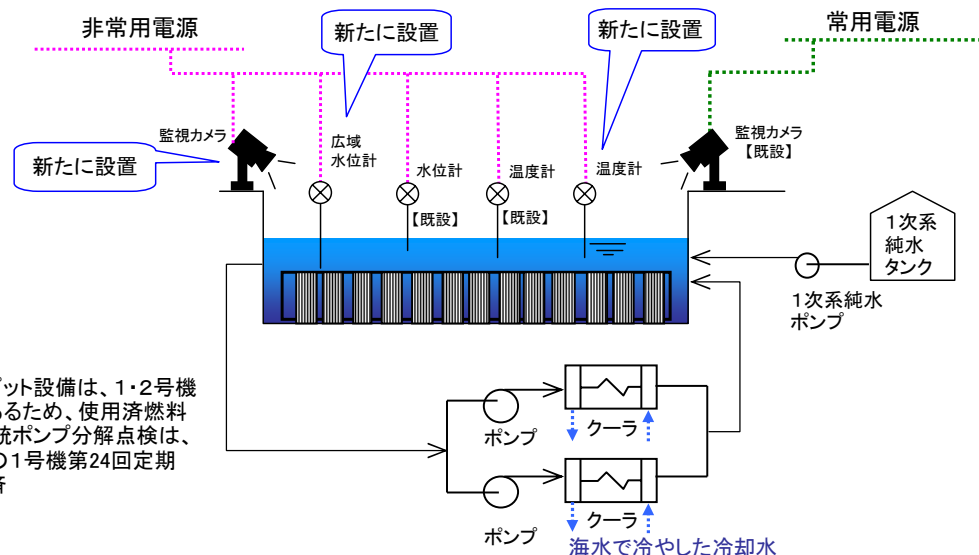 非常用電源
新たに設置
新たに設置
常用電源
監視カメラ
新たに設置
広域
水位計
水位計
【既設】
温度計
【既設】
温度計
監視カメラ
【既設】
1次系
純水
タンク
1次系純水
ポンプ
ット設備は、1・2号機
るため、使用済燃料
統ポンプ分解点検は、
の1号機第24回定期
ポンプ
クーラ
ポンプ
クーラ
海水で冷やした冷却水